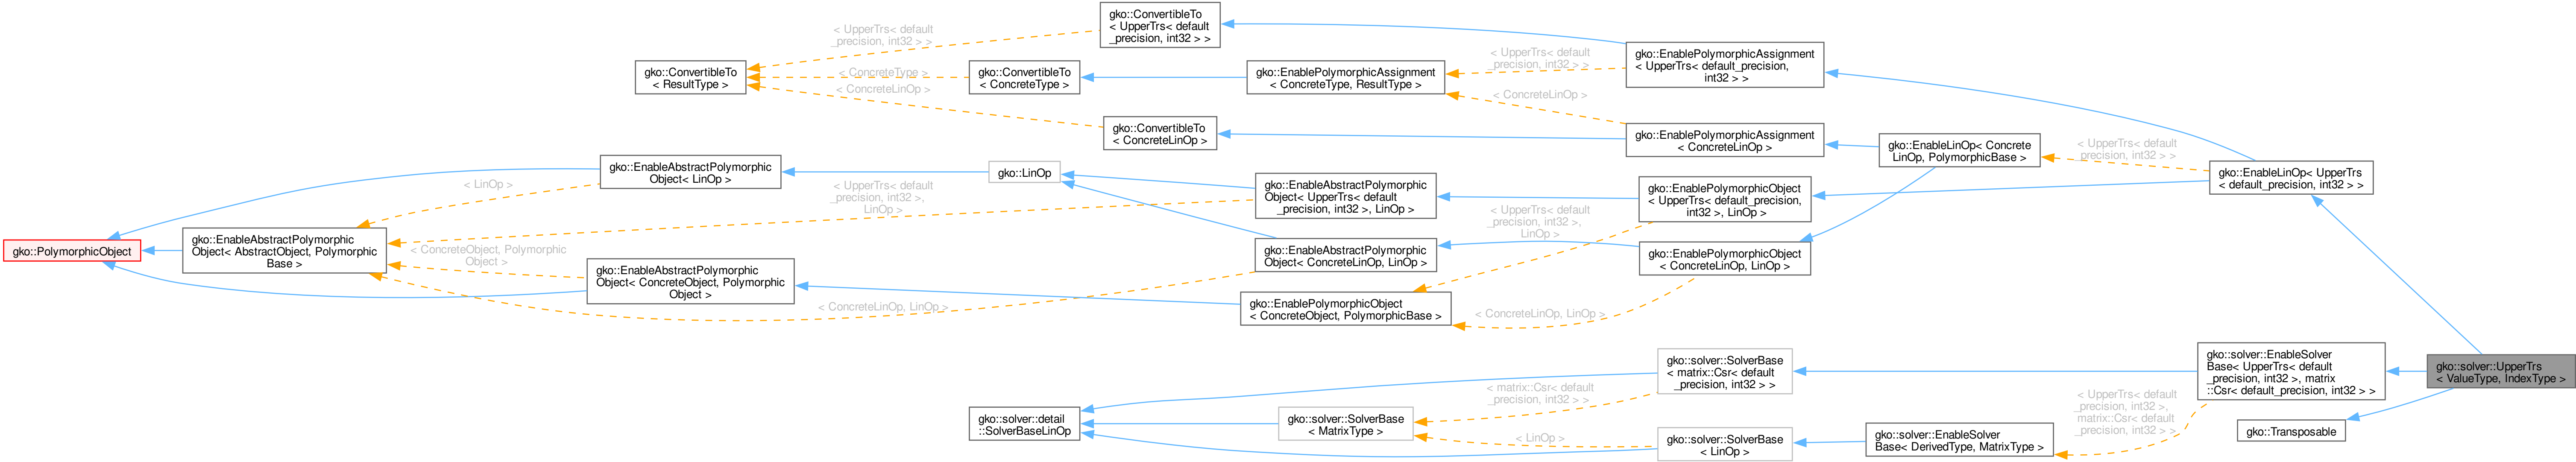 gko::PolymorphicObject
gko::EnableAbstractPolymorphic
Object< AbstractObject, Polymorphic
Base >
gko::ConvertibleTo
< ResultType >
gko::EnableAbstractPolymorphic
Object< LinOp >
gko::EnableAbstractPolymorphic
Object< ConcreteObject, Polymorphic
Object >
< LinOp >
< ConcreteObject, Polymorphic
Object >
< UpperTrs< default
_precision, int32 > >
< ConcreteType >
< ConcreteLinOp >
< UpperTrs< default
_precision, int32 >,
LinOp >
< ConcreteLinOp, LinOp >
gko::ConvertibleTo
< UpperTrs< default
_precision, int32 > >
gko::ConvertibleTo
< ConcreteType >
gko::ConvertibleTo
< ConcreteLinOp >
gko::LinOp
gko::solver::detail
::SolverBaseLinOp
gko::EnablePolymorphicAssignment
< ConcreteType, ResultType >
gko::EnableAbstractPolymorphic
Object< UpperTrs< default
_precision, int32 >, LinOp >
gko::EnableAbstractPolymorphic
Object< ConcreteLinOp, LinOp >
gko::EnablePolymorphicObject
< ConcreteObject, PolymorphicBase >
gko::solver::SolverBase
< MatrixType >
< UpperTrs< default
_precision, int32 > >
< ConcreteLinOp >
< UpperTrs< default
_precision, int32 >,
LinOp >
< ConcreteLinOp, LinOp >
< matrix::Csr< default
_precision, int32 > >
< LinOp >
gko::EnablePolymorphicAssignment
< UpperTrs< default_precision,
int32 > >
gko::EnablePolymorphicAssignment
< ConcreteLinOp >
gko::EnablePolymorphicObject
< UpperTrs< default_precision,
int32 >, LinOp >
gko::EnablePolymorphicObject
< ConcreteLinOp, LinOp >
gko::solver::SolverBase
< matrix::Csr< default
_precision, int32 > >
gko::solver::SolverBase
< LinOp >
gko::EnableLinOp< Concrete
LinOp, PolymorphicBase >
gko::solver::EnableSolver
Base< DerivedType, MatrixType >
< UpperTrs< default
_precision, int32 > >
< UpperTrs< default
_precision, int32 >,
matrix::Csr< default
_precision, int32 > >
gko::EnableLinOp< UpperTrs
< default_precision, int32 > >
gko::solver::EnableSolver
Base< UpperTrs< default
_precision, int32 >, matrix
::Csr< default_precision, int32 > >
gko::Transposable
gko::solver::UpperTrs
< ValueType, IndexType >